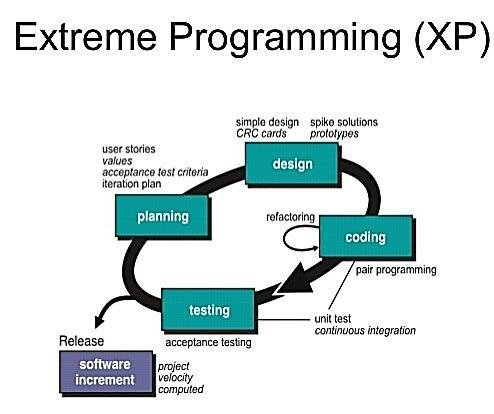 Extreme Programming (XP)
simple design
CRC cards
spike solutions
prototypes
user stories
values
acceptance test criteria
iteration plan
design
planning
refactoring
coding
pair programming
testing
unit test
continuous integration
acceptance testing
Release
software
increment
project
velocity
computed